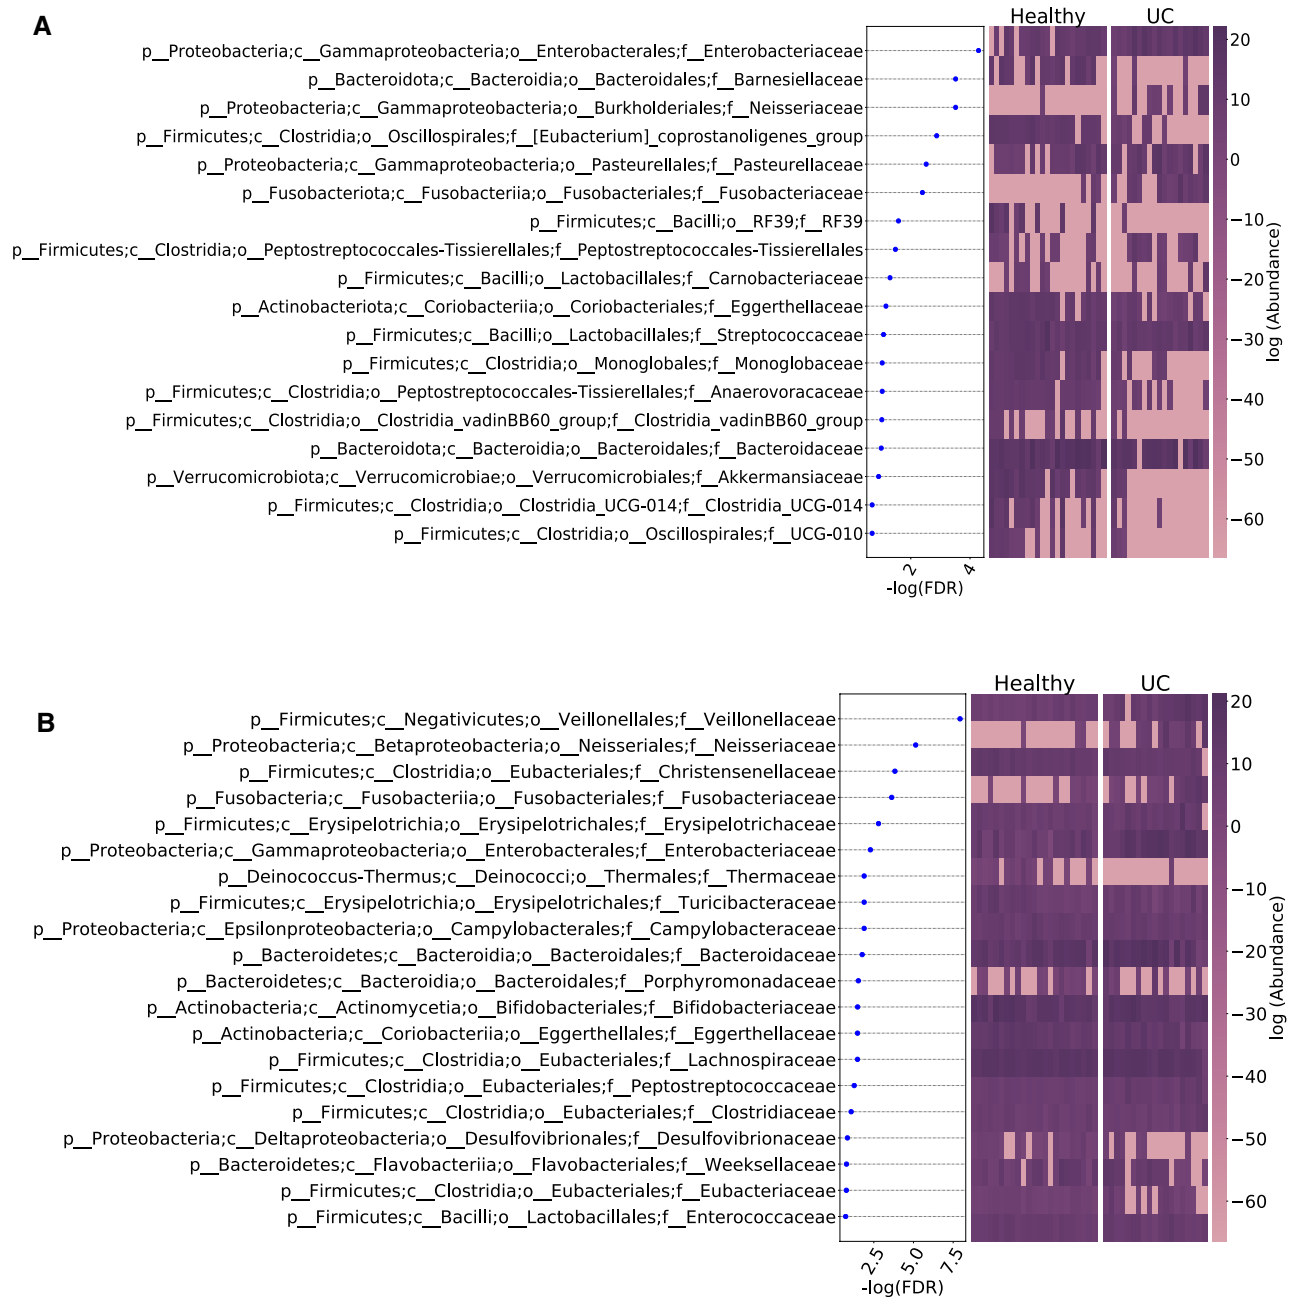 A
Healthy
UC
p__Proteobacteria;c__Gammaproteobacteria;o__Enterobacterales;f__Enterobacteriaceae
p__Bacteroidota;c__Bacteroidia;o__Bacteroidales;f__Barnesiellaceae
p__Proteobacteria;c__Gammaproteobacteria;o__Burkholderiales;f__Neisseriaceae
p__Firmicutes;c__Clostridia;o__Oscillospirales;f__[Eubacterium]_coprostanoligenes_group
p__Proteobacteria;c__Gammaproteobacteria;o__Pasteurellales;f__Pasteurellaceae
p__Fusobacteriota;c__Fusobacteriia;o__Fusobacteriales;f__Fusobacteriaceae
p__Firmicutes;c__Bacilli;o__RF39;f__RF39
p__Firmicutes;c__Clostridia;o__Peptostreptococcales-Tissierellales;f__Peptostreptococcales-Tissierellales
p__Firmicutes;c__Bacilli;o__Lactobacillales;f__Carnobacteriaceae
p__Actinobacteriota;c__Coriobacteriia;o__Coriobacteriales;f__Eggerthellaceae
p__Firmicutes;c__Bacilli;o__Lactobacillales;f__Streptococcaceae
p__Firmicutes;c__Clostridia;o__Monoglobales;f__Monoglobaceae
p__Firmicutes;c__Clostridia;o__Peptostreptococcales-Tissierellales;f__Anaerovoracaceae
p__Firmicutes;c__Clostridia;o__Clostridia_vadinBB60_group;f__Clostridia_vadinBB60_group
p__Bacteroidota;c__Bacteroidia;o__Bacteroidales;f__Bacteroidaceae
p__Verrucomicrobiota;c__Verrucomicrobiae;o__Verrucomicrobiales;f__Akkermansiaceae
p__Firmicutes;c__Clostridia;o__Clostridia_UCG-014;f__Clostridia_UCG-014
p__Firmicutes;c__Clostridia;o__Oscillospirales;f__UCG-010
2
4
-log(FDR)
20
10
0
−10
−20
−30
−40
−50
−60
log (Abundance)
B
Healthy
UC
p__Firmicutes;c__Negativicutes;o__Veillonellales;f__Veillonellaceae
p__Proteobacteria;c__Betaproteobacteria;o__Neisseriales;f__Neisseriaceae
p__Firmicutes;c__Clostridia;o__Eubacteriales;f__Christensenellaceae
p__Fusobacteria;c__Fusobacteriia;o__Fusobacteriales;f__Fusobacteriaceae
p__Firmicutes;c__Erysipelotrichia;o__Erysipelotrichales;f__Erysipelotrichaceae
p__Proteobacteria;c__Gammaproteobacteria;o__Enterobacterales;f__Enterobacteriaceae
p__Deinococcus-Thermus;c__Deinococci;o__Thermales;f__Thermaceae
p__Firmicutes;c__Erysipelotrichia;o__Erysipelotrichales;f__Turicibacteraceae
p__Proteobacteria;c__Epsilonproteobacteria;o__Campylobacterales;f__Campylobacteraceae
p__Bacteroidetes;c__Bacteroidia;o__Bacteroidales;f__Bacteroidaceae
p__Bacteroidetes;c__Bacteroidia;o__Bacteroidales;f__Porphyromonadaceae
p__Actinobacteria;c__Actinomycetia;o__Bifidobacteriales;f__Bifidobacteriaceae
p__Actinobacteria;c__Coriobacteriia;o__Eggerthellales;f__Eggerthellaceae
p__Firmicutes;c__Clostridia;o__Eubacteriales;f__Lachnospiraceae
p__Firmicutes;c__Clostridia;o__Eubacteriales;f__Peptostreptococcaceae
p__Firmicutes;c__Clostridia;o__Eubacteriales;f__Clostridiaceae
p__Proteobacteria;c__Deltaproteobacteria;o__Desulfovibrionales;f__Desulfovibrionaceae
p__Bacteroidetes;c__Flavobacteriia;o__Flavobacteriales;f__Weeksellaceae
p__Firmicutes;c__Clostridia;o__Eubacteriales;f__Eubacteriaceae
p__Firmicutes;c__Bacilli;o__Lactobacillales;f__Enterococcaceae
2.5
5.0
7.5
-log(FDR)
20
10
0
−10
−20
−30
−40
−50
−60
log (Abundance)